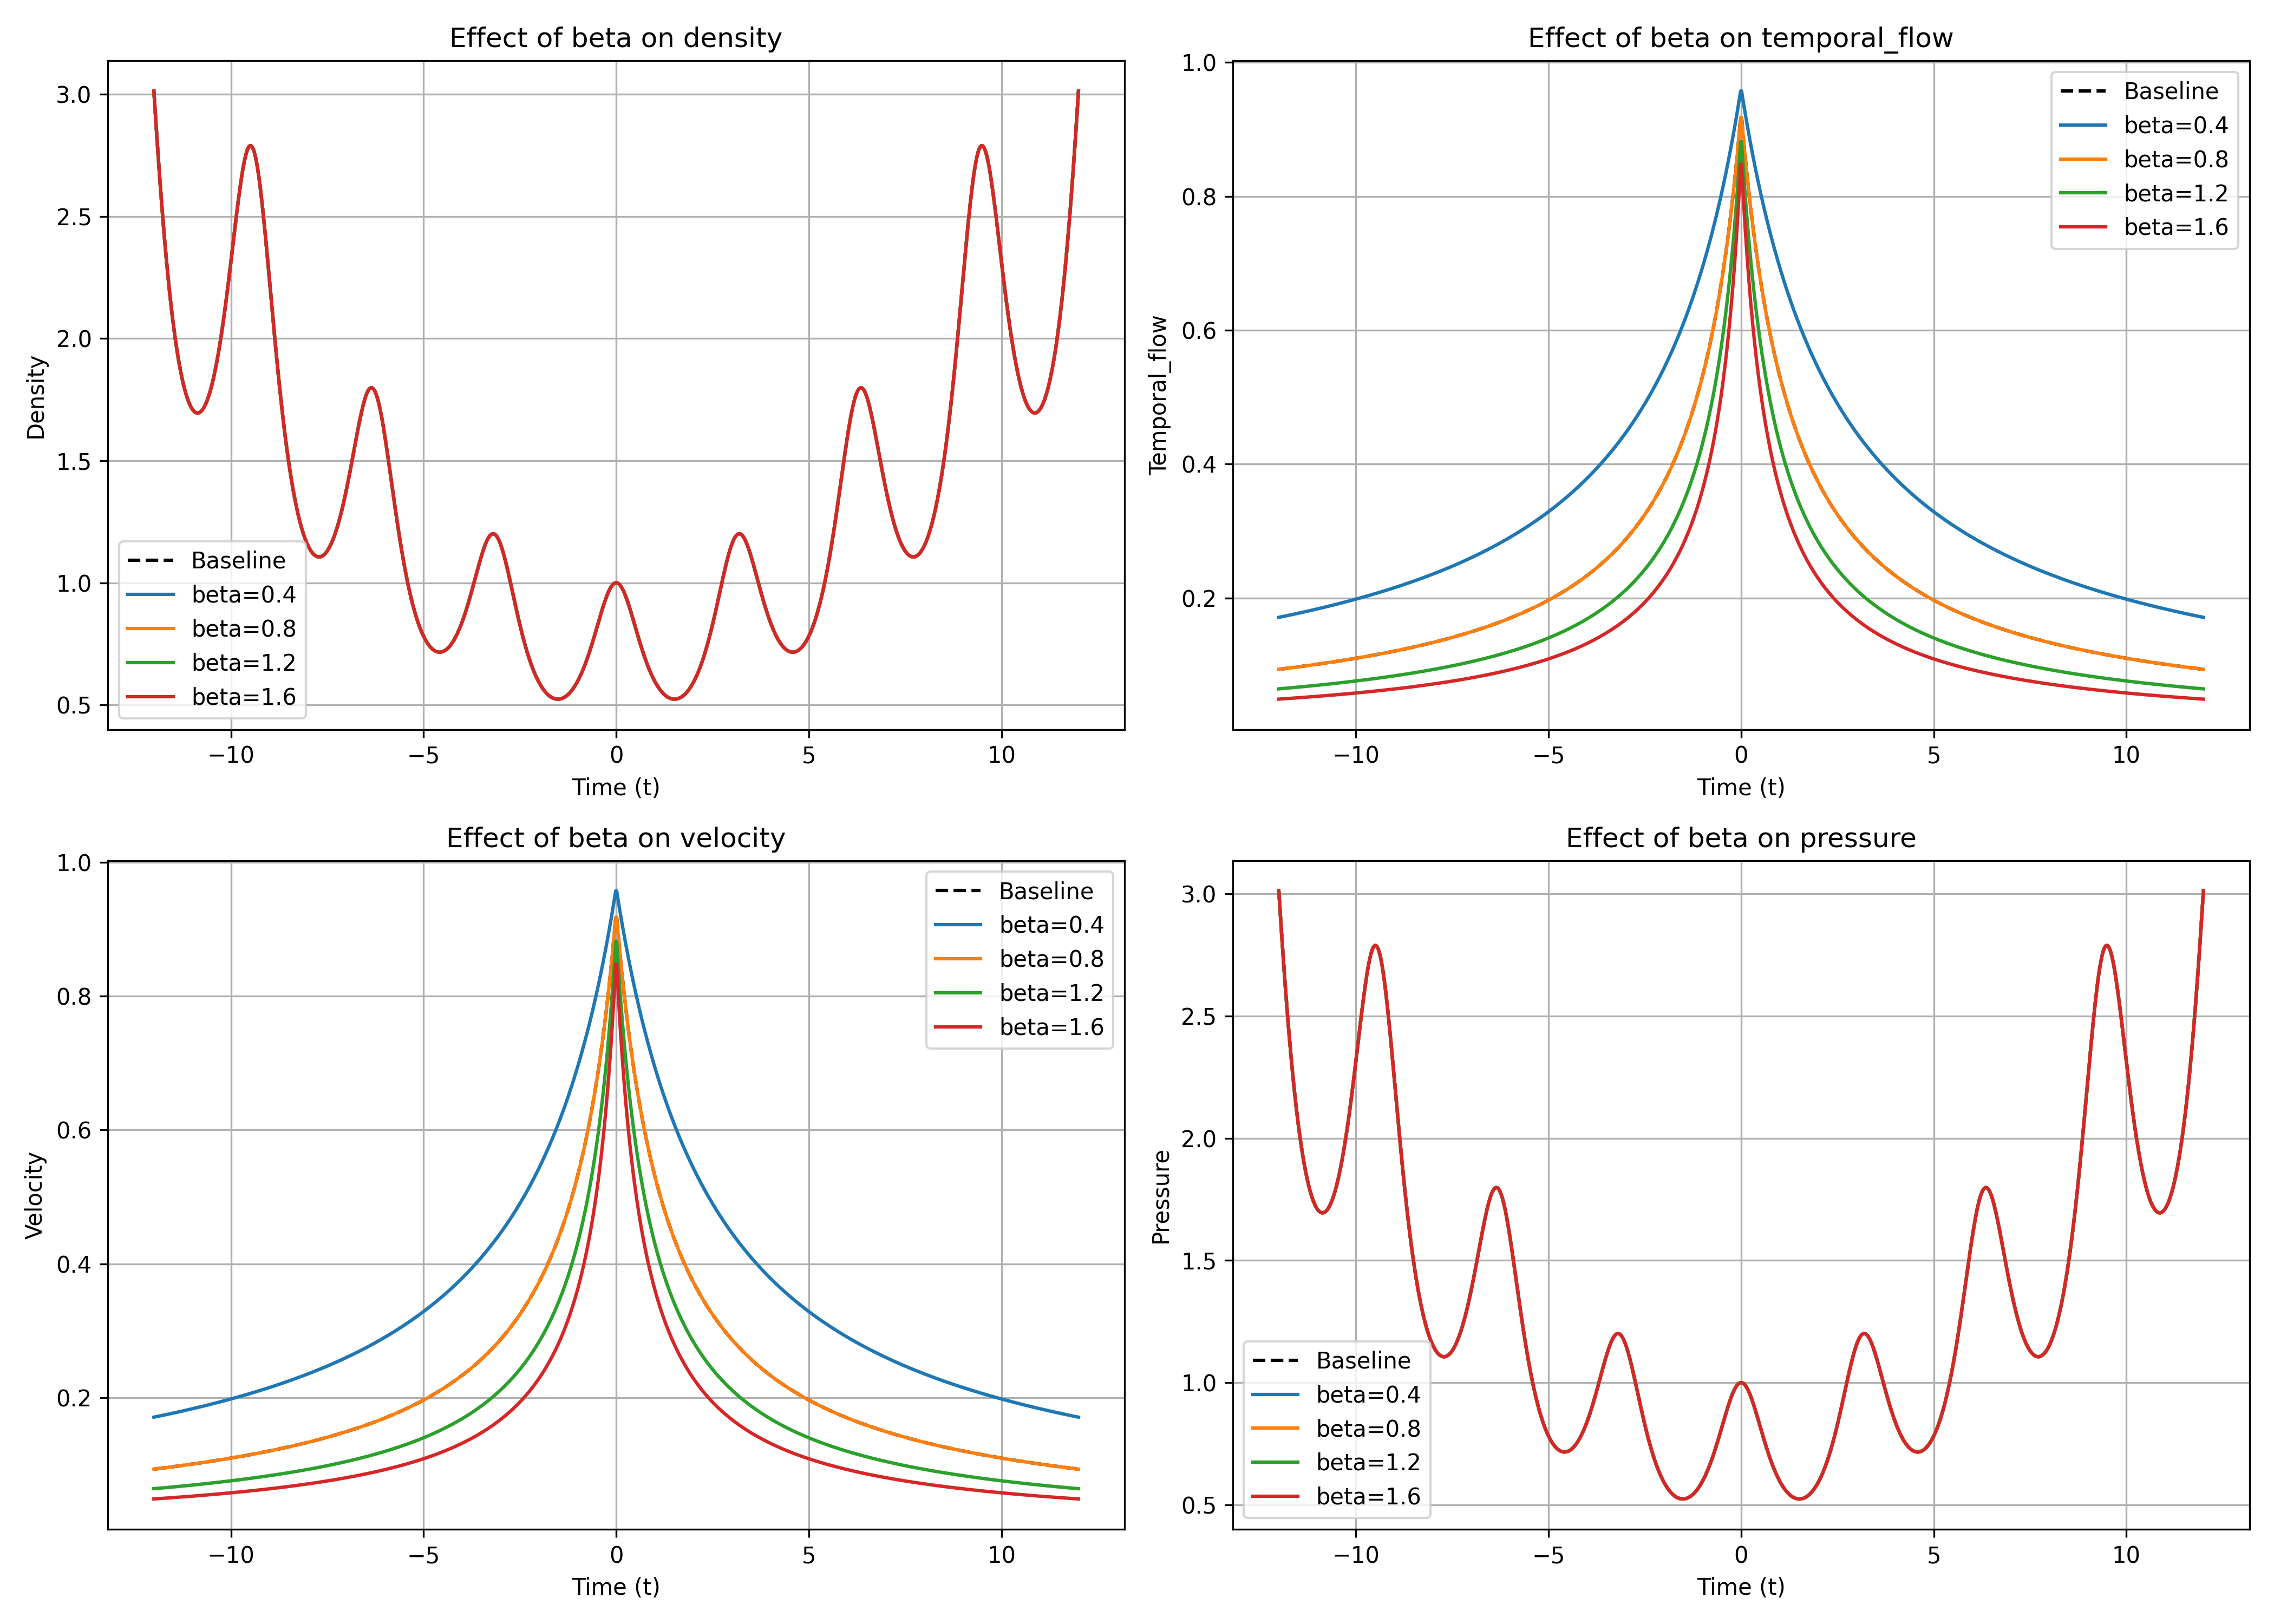 Effect of beta on density
3.0
2.5
2.0
1.5
1.0
0.5
Density
Baseline
beta=0.4
beta=0.8
beta=1.2
beta=1.6
−10
−5
0
5
10
Time (t)
Effect of beta on temporal_flow
1.0
0.8
0.6
0.4
0.2
Temporal_flow
Baseline
beta=0.4
beta=0.8
beta=1.2
beta=1.6
−10
−5
0
5
10
Time (t)
Effect of beta on velocity
1.0
0.8
0.6
0.4
0.2
Velocity
Baseline
beta=0.4
beta=0.8
beta=1.2
beta=1.6
−10
−5
0
5
10
Time (t)
Effect of beta on pressure
3.0
2.5
2.0
1.5
1.0
0.5
Pressure
Baseline
beta=0.4
beta=0.8
beta=1.2
beta=1.6
−10
−5
0
5
10
Time (t)